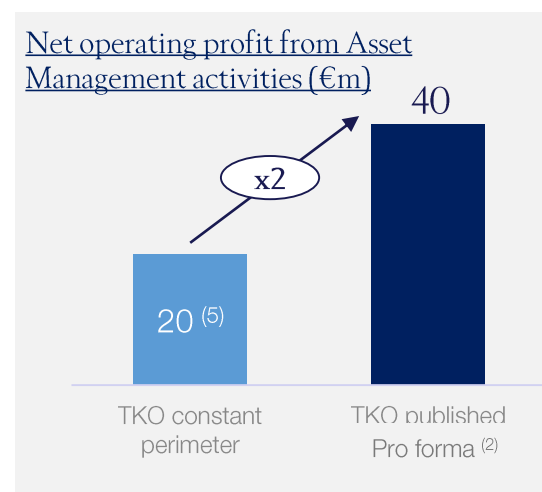 Net operating profit from Asset
Management activities (€m)
40
x2
20 (5)
TKO constant
perimeter
TKO published
Pro forma (2)